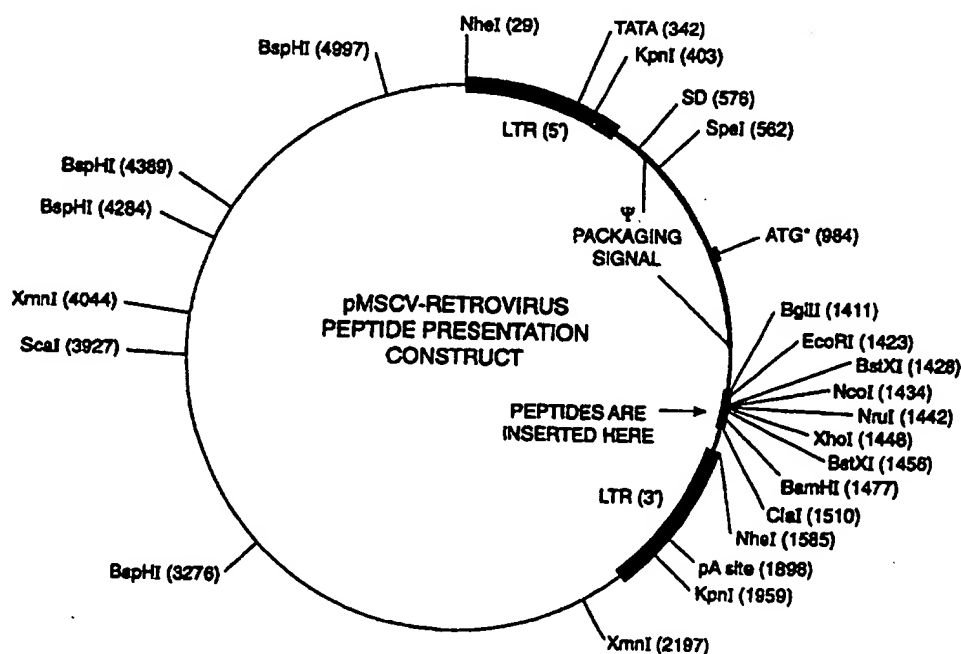 NheI (29)
TATA (342)
KpnI (403)
BspHI (4997)
SD (576)
SpeI (562)
LTR (5')
BspHI (4389)
BspHI (4284)
Ψ
PACKAGING
SIGNAL
ATG* (984)
XmnI (4044)
ScaI (3927)
pMSCV-RETROVIRUS
PEPTIDE PRESENTATION
CONSTRUCT
BglII (1411)
EcoRI (1423)
BstXI (1428)
NcoI (1434)
NruI (1442)
XhoI (1448)
BstXI (1456)
BamHI (1477)
ClaI (1510)
NheI (1585)
PEPTIDES ARE
INSERTED HERE
LTR (3')
pA site (1898)
KpnI (1959)
BspHI (3276)
XmnI (2197)